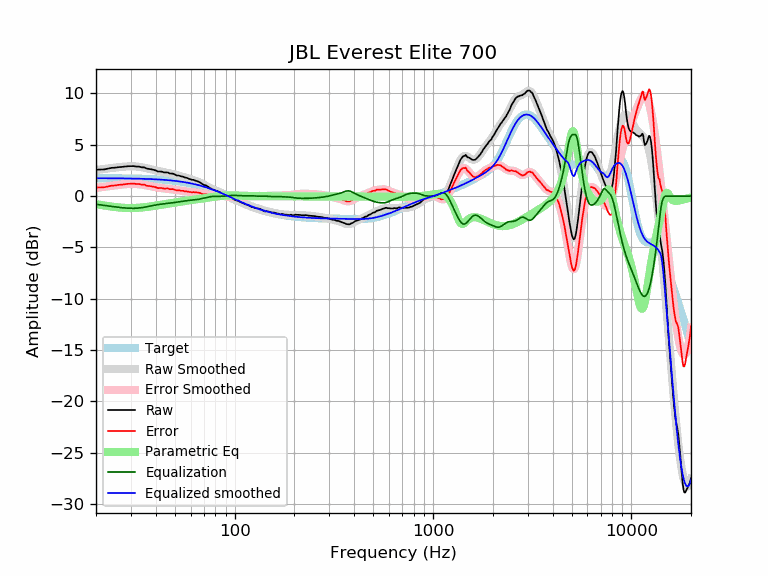 JBL Everest Elite 700
Amplitude (dBr)
10
5
0
−5
−10
−15
−20
−25
−30
Target
Raw Smoothed
Error Smoothed
Raw
Error
Parametric Eq
Equalization
Equalized smoothed
100
1000
10000
Frequency (Hz)